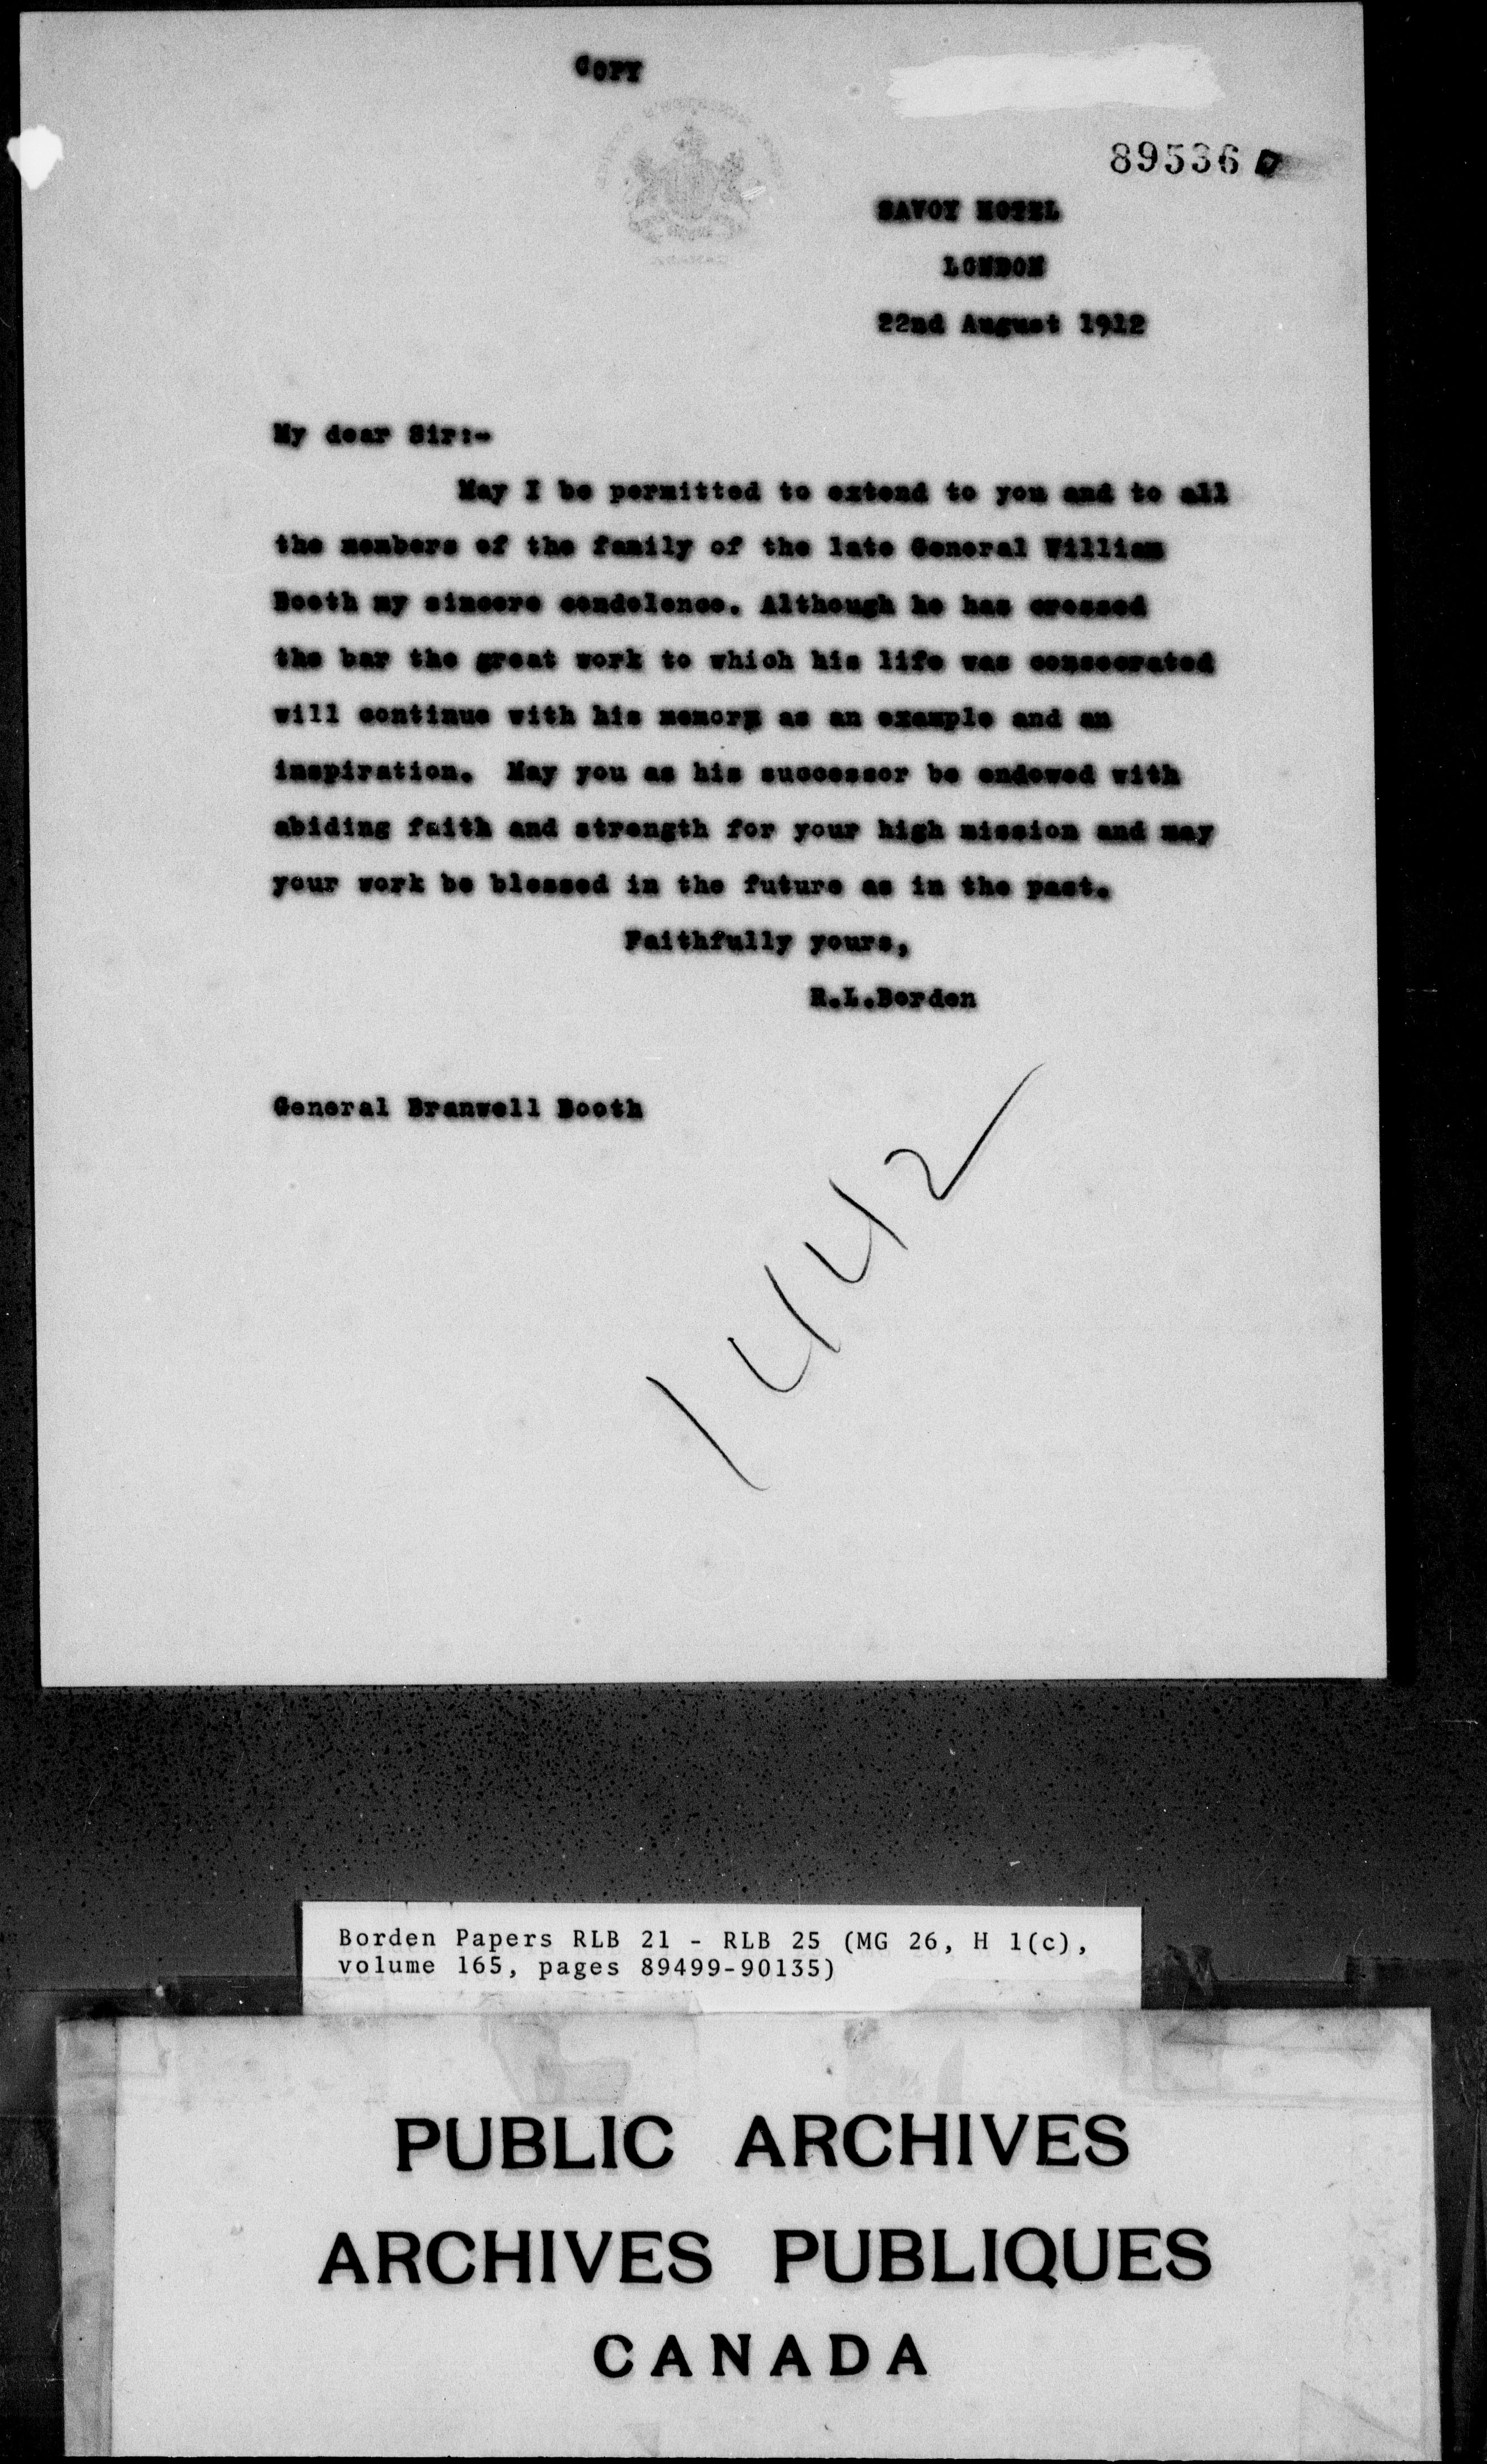 COPY
89536
SAVOY HOTEL
LONDON
22nd August 1912
My dear Sir:-
May I be permitted to extend to you and to all
the members of the family of the late General William
Booth my sincere condolence. Although he has crossed
the bar the great work to which his life was consecrated
will continue with his memory as an example and an
inspiration. May you as his successor be endowed with
abiding faith and strength for your high mission and may
your work be blessed in the future as in the past.
Faithfully yours,
R.L.Borden
General Branwell Booth
1442
Borden Papers RLB 21 - RLB 25 (MG 26, H 1(c),
volume 165, pages 89499-90135)
PUBLIC ARCHIVES
ARCHIVES PUBLIQUES
CANADA